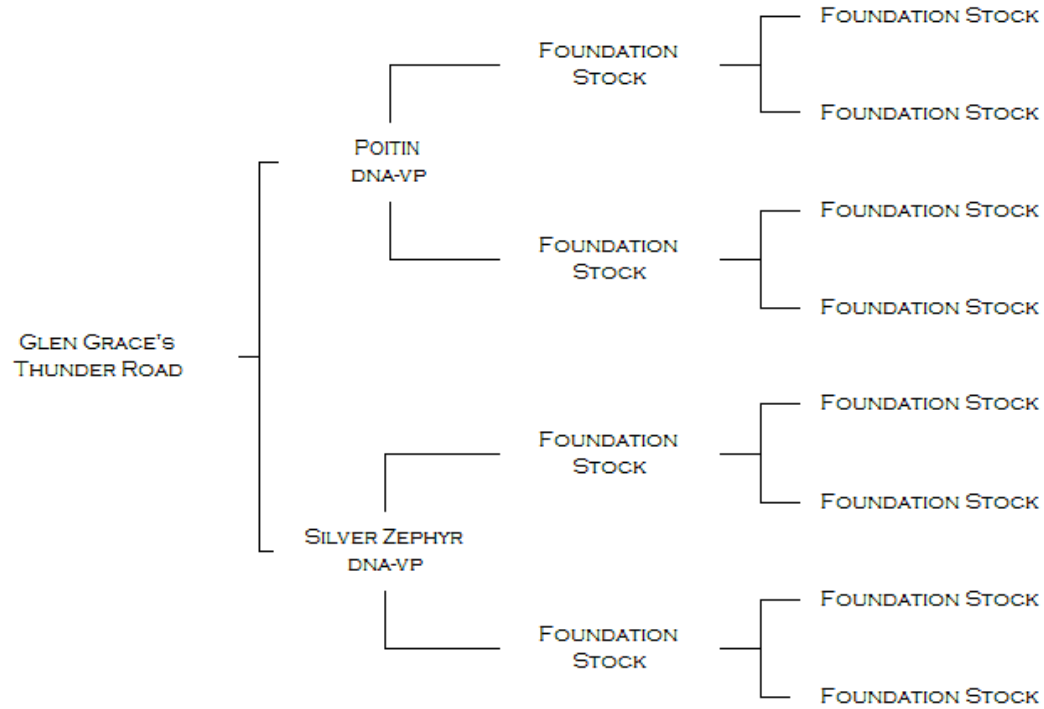 Foundation Stock
Foundation
Stock
Foundation Stock
Poitin
DNA-VP
Foundation Stock
Foundation
Stock
Foundation Stock
Glen Grace's
Thunder Road
Foundation Stock
Foundation
Stock
Foundation Stock
Silver Zephyr
DNA-VP
Foundation Stock
Foundation
Stock
Foundation Stock